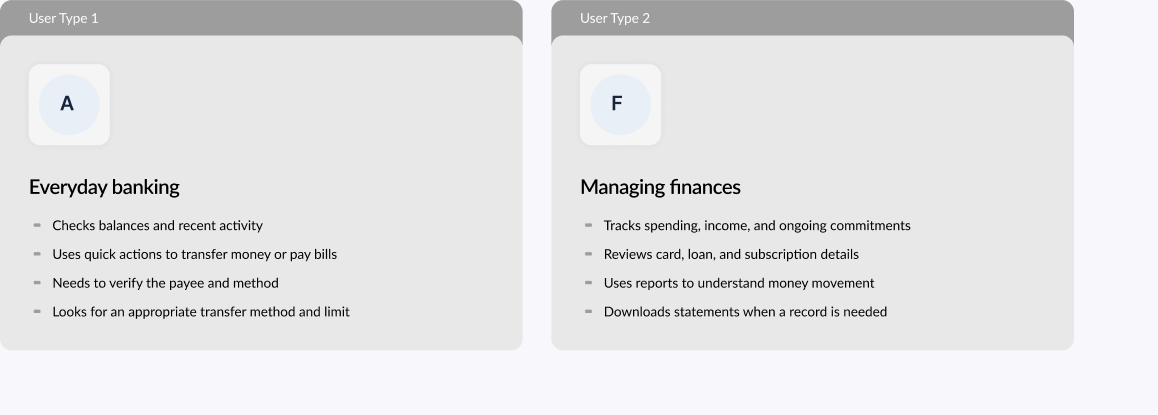 User Type 1
A
Everyday banking
Checks balances and recent activity
Uses quick actions to transfer money or pay bills
Needs to verify the payee and method
Looks for an appropriate transfer method and limit
User Type 2
F
Managing finances
Tracks spending, income, and ongoing commitments
Reviews card, loan, and subscription details
Uses reports to understand money movement
Downloads statements when a record is needed